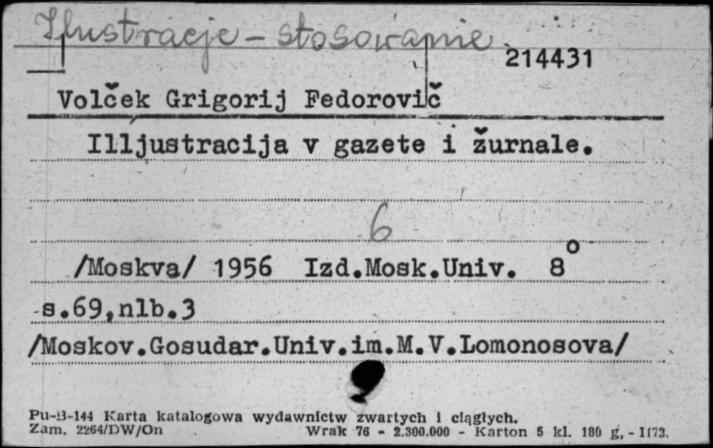 Ilustracje - stosowanie
214431
Volček Grigorij Fedorovič
Illjustracija v gazete i žurnale.
6
/Moskva/ 1956 Izd.Mosk.Univ. 8°
s.69,nlb.3
/Moskov.Gosudar.Univ.im.M.V.Lomonosova/
Pu-B-144 Karta katalogowa wydawnictw zwartych i ciągłych.
Zam. 2264/DW/On Wrak 76 - 2.300.000 - Karton 5 kl. 180 g. - 1173.